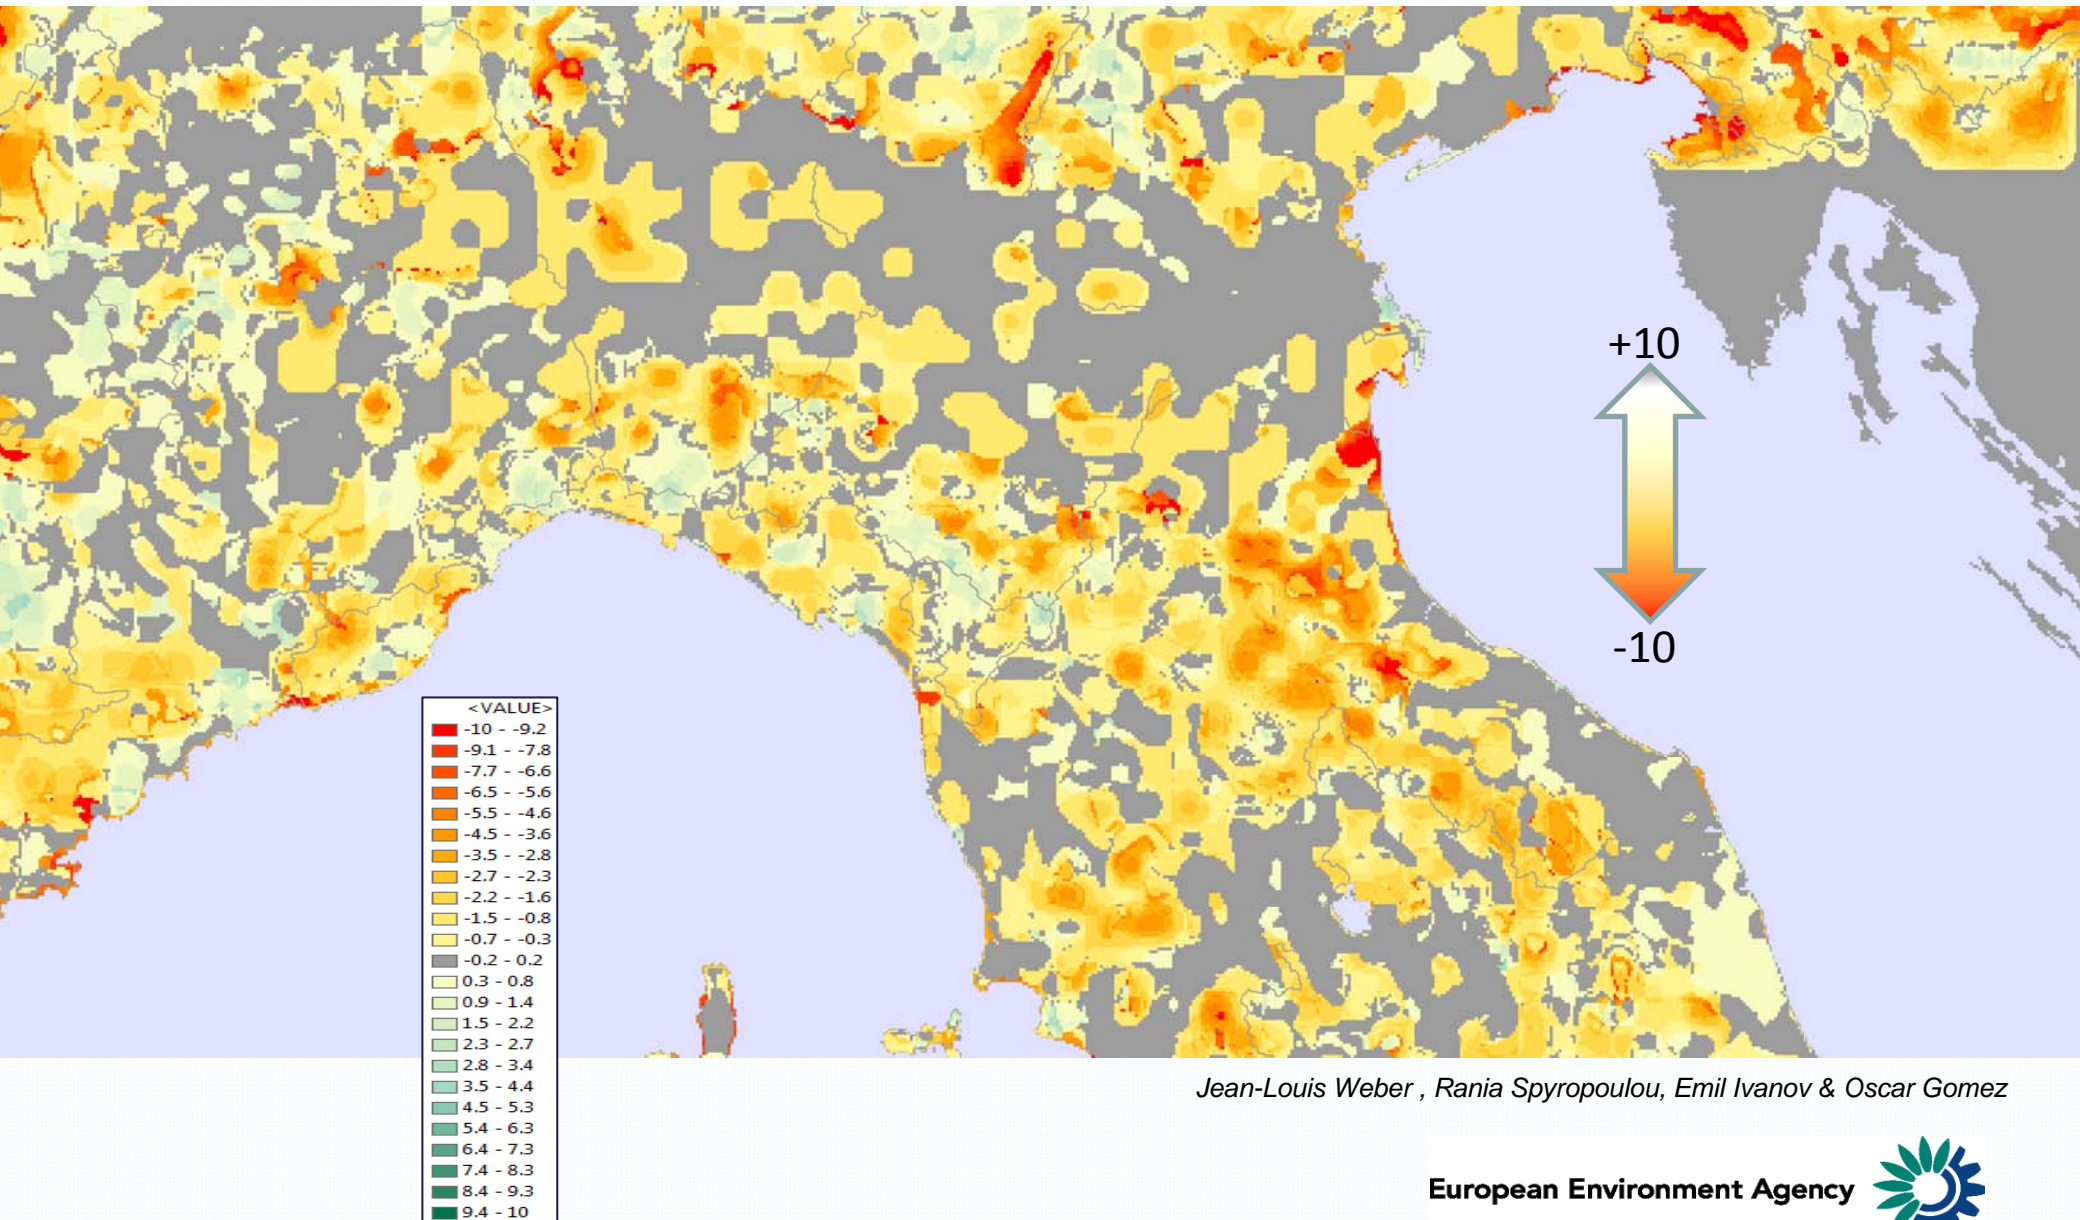 +10
-10
<VALUE>
-10 - -9.2
-9.1 - -7.8
-7.7 - -6.6
-6.5 - -5.6
-5.5 - -4.6
-4.5 - -3.6
-3.5 - -2.8
-2.7 - -2.3
-2.2 - -1.6
-1.5 - -0.8
-0.7 - -0.3
-0.2 - 0.2
0.3 - 0.8
0.9 - 1.4
1.5 - 2.2
2.3 - 2.7
2.8 - 3.4
3.5 - 4.4
4.5 - 5.3
5.4 - 6.3
6.4 - 7.3
7.4 - 8.3
8.4 - 9.3
9.4 - 10
Jean-Louis Weber , Rania Spyropoulou, Emil Ivanov & Oscar Gomez
European Environment Agency